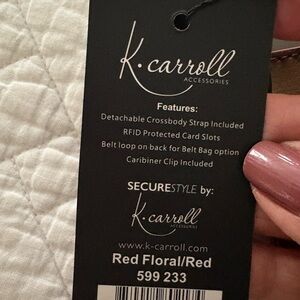 K.carroll
ACCESSORIES
Features:
Detachable Crossbody Strap Included
RFID Protected Card Slots
Belt loop on back for Belt Bag option
Caribiner Clip Included
SECURESTYLE by:
K.carroll
ACCESSORIES
www.k-carroll.com
Red Floral/Red
599 233